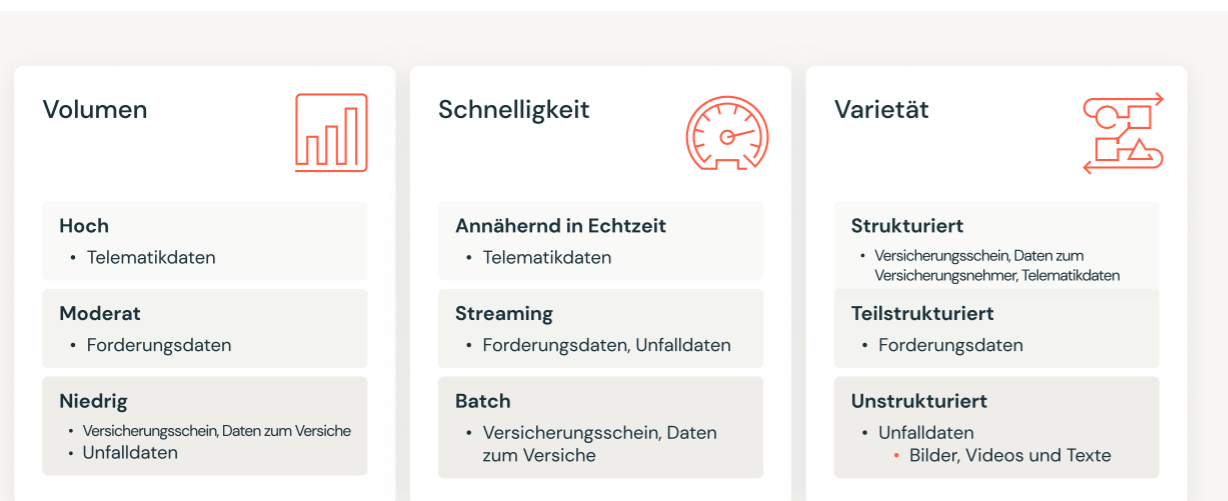 Volumen
Hoch
• Telematikdaten
Moderat
• Forderungsdaten
Niedrig
• Versicherungsschein, Daten zum Versiche
• Unfalldaten
Schnelligkeit
Annähernd in Echtzeit
• Telematikdaten
Streaming
• Forderungsdaten, Unfalldaten
Batch
• Versicherungsschein, Daten
zum Versiche
Varietät
Strukturiert
• Versicherungsschein, Daten zum
Versicherungsnehmer, Telematikdaten
Teilstrukturiert
• Forderungsdaten
Unstrukturiert
• Unfalldaten
• Bilder, Videos und Texte